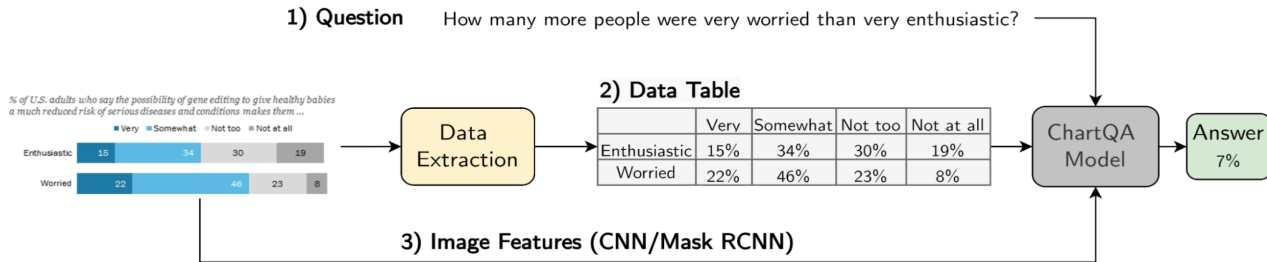 1) Question How many more people were very worried than very enthusiastic?
% of U.S. adults who say the possibility of gene editing to give healthy babies
a much reduced risk of serious diseases and conditions makes them ...
Very Somewhat Not too Not at all
Enthusiastic 15 34 30 19
Worried 22 46 23 8
Data
Extraction
2) Data Table
Very Somewhat Not too Not at all
Enthusiastic 15% 34% 30% 19%
Worried 22% 46% 23% 8%
ChartQA
Model
Answer
7%
3) Image Features (CNN/Mask RCNN)